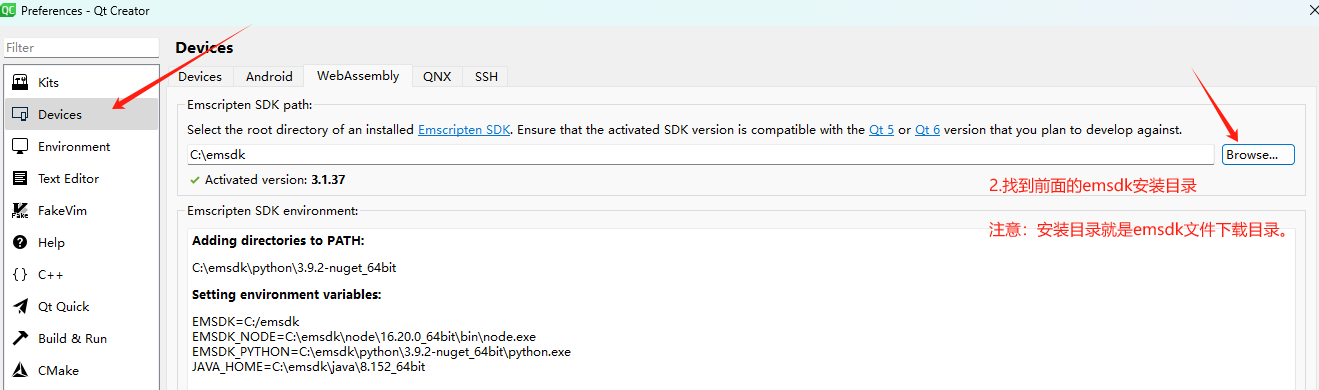 QC Preferences - Qt Creator
Filter
Kits
Devices
Environment
Text Editor
FakeVim
Help
C++
Qt Quick
Build & Run
CMake
Devices
Devices Android WebAssembly QNX SSH
Emscripten SDK path:
Select the root directory of an installed Emscripten SDK. Ensure that the activated SDK version is compatible with the Qt 5 or Qt 6 version that you plan to develop against.
C:\emsdk Browse...
Activated version: 3.1.37
2.找到前面的emsdk安装目录
注意：安装目录就是emsdk文件下载目录。
Emscripten SDK environment:
Adding directories to PATH:
C:\emsdk\python\3.9.2-nuget_64bit
Setting environment variables:
EMSDK=C:/emsdk
EMSDK_NODE=C:\emsdk\node\16.20.0_64bit\bin\node.exe
EMSDK_PYTHON=C:\emsdk\python\3.9.2-nuget_64bit\python.exe
JAVA_HOME=C:\emsdk\java\8.152_64bit